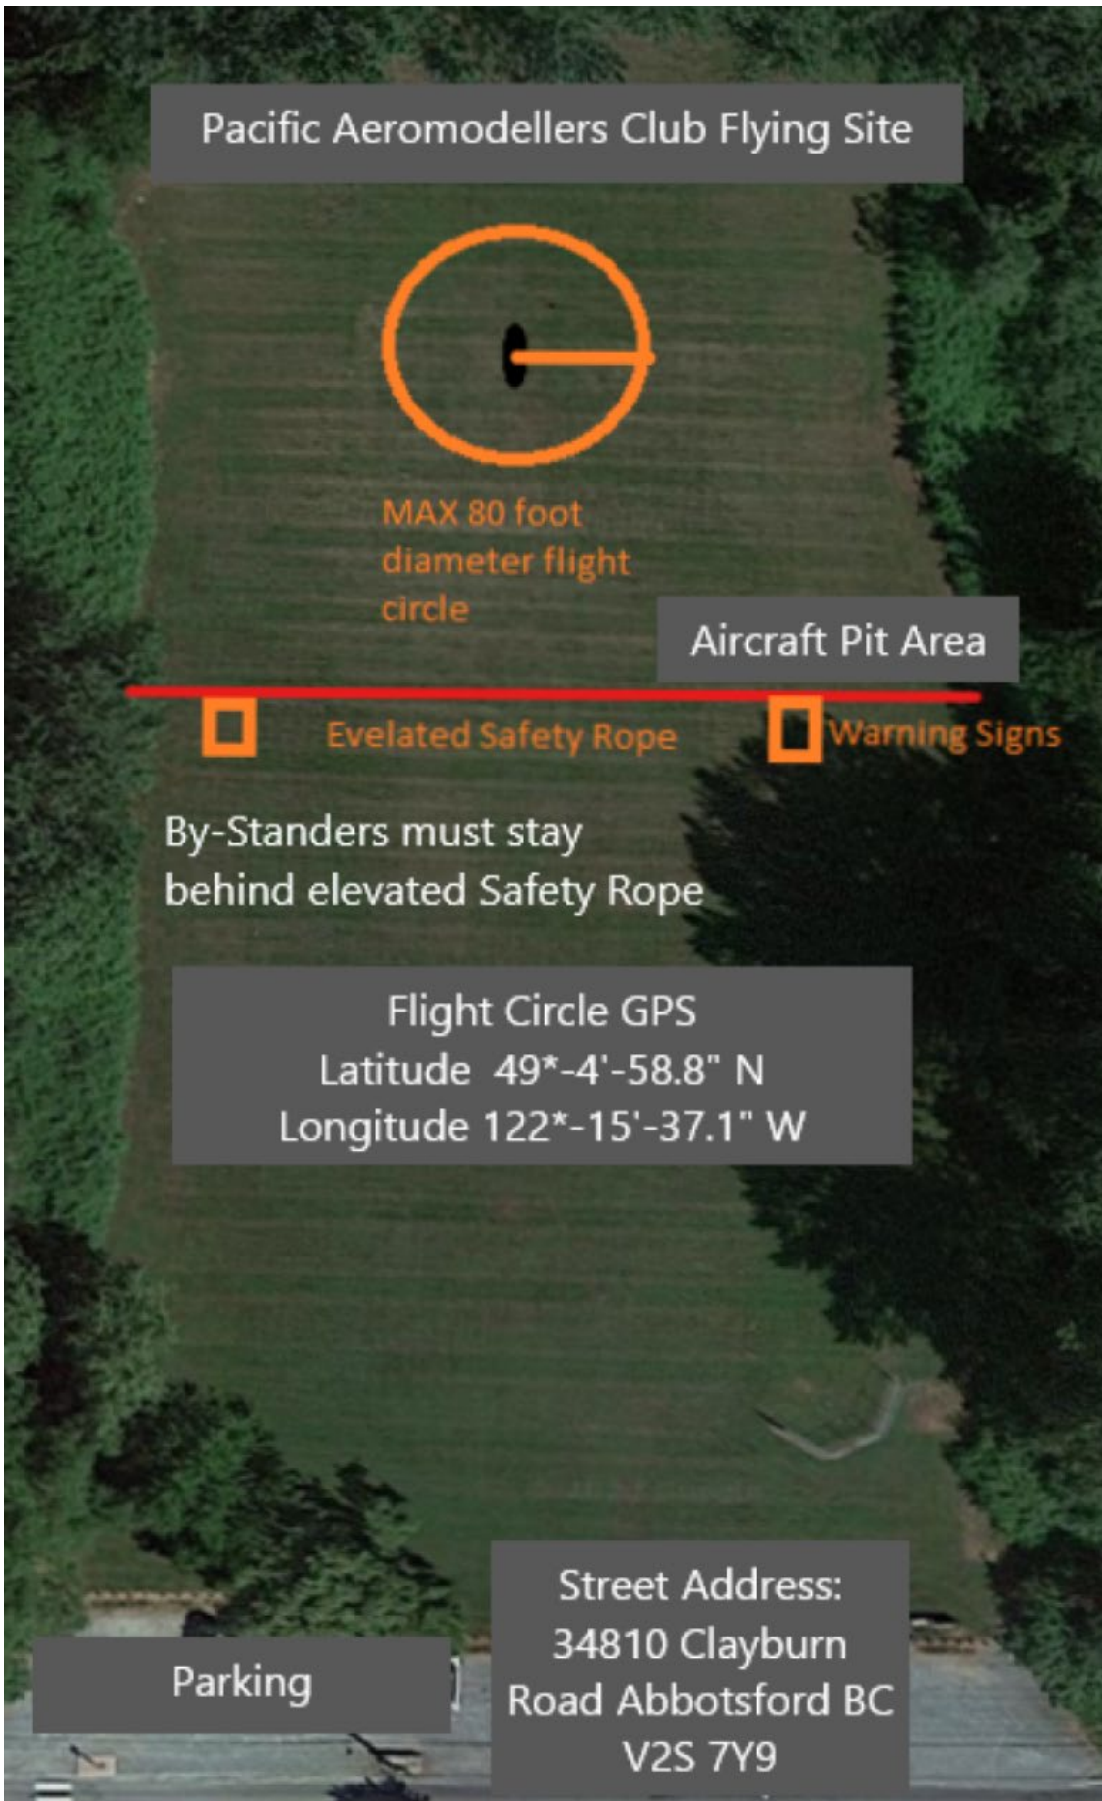 Pacific Aeromodellers Club Flying Site
MAX 80 foot
diameter flight
circle
Aircraft Pit Area
Evelated Safety Rope
Warning Signs
By-Standers must stay
behind elevated Safety Rope
Flight Circle GPS
Latitude  49*-4'-58.8" N
Longitude 122*-15'-37.1" W
Street Address:
34810 Clayburn
Road Abbotsford BC
V2S 7Y9
Parking